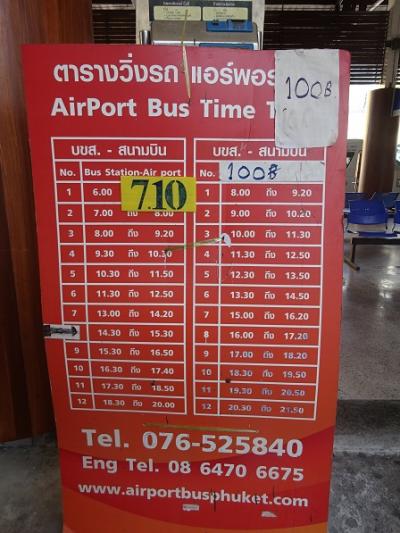 ตารางวิ่งรถ แอร์พอร์
AirPort Bus Time T
100฿
บขส. - สนามบิน
No. Bus Station-Air port
1 6.00
710
2 7.00 ถึง 8.00
3 8.00 ถึง 9.20
4 9.30 ถึง 10.30
5 10.30 ถึง 11.50
6 11.30 ถึง 12.50
7 13.00 ถึง 14.20
14.30 ถึง 15.30
9 15.30 ถึง 16.50
10 16.30 ถึง 17.40
11 17.30 ถึง 18.50
12 18.30 ถึง 20.00
บขส. - สนามบิน
No. 100฿
1 8.00 ถึง 9.20
2 9.00 ถึง 10.20
3 10.00 ถึง 11.30
4 11.30 ถึง 12.50
5 12.30 ถึง 13.50
6 13.30 ถึง 14.50
7 15.00 ถึง 16.20
8 16.00 ถึง 17.20
9 17.00 ถึง 18.20
10 18.30 ถึง 19.50
11 19.30 ถึง 20.50
12 20.30 ถึง 21.50
Tel. 076-525840
Eng Tel. 08 6470 6675
www.airportbusphuket.com